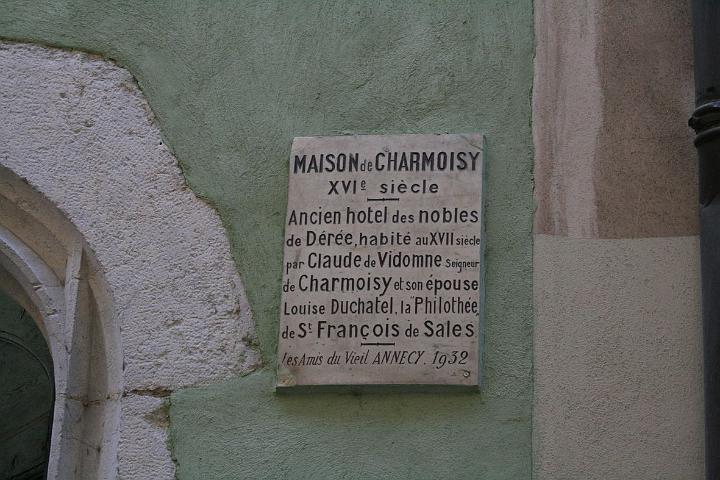 MAISON de CHARMOISY
XVIe siècle
Ancien hotel des nobles
de Dérée, habité au XVII siècle
par Claude de Vidomne Seigneur
de Charmoisy et son épouse
Louise Duchatel, la "Philothée"
de St François de Sales
Les Amis du Vieil ANNECY. 1932